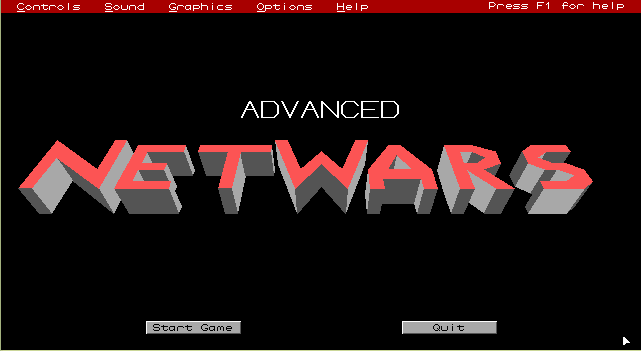 Controls Sound Graphics Options Help Press F1 for help
ADVANCED
NETWARS
Start Game Quit